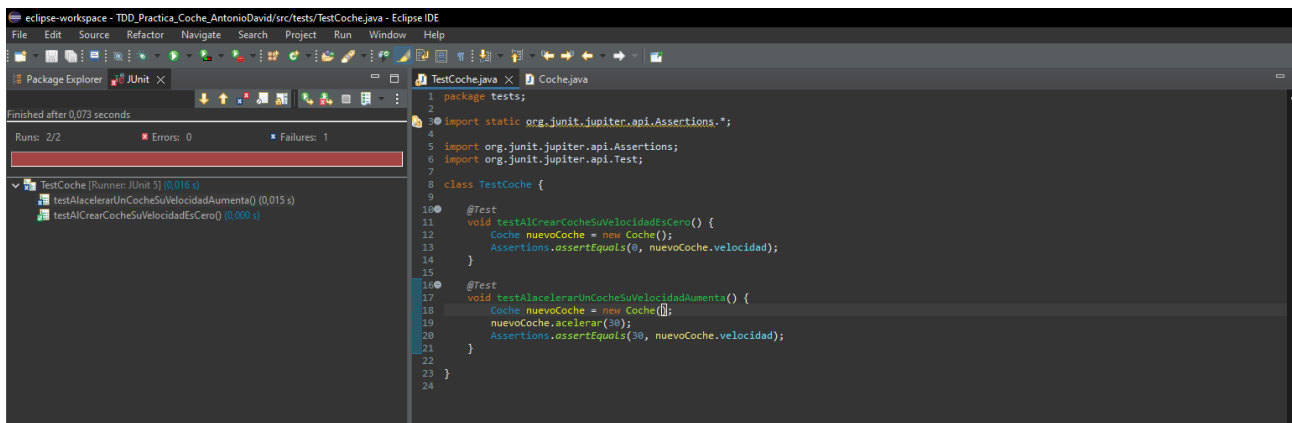 eclipse-workspace - TDD_Practica_Coche_AntonioDavid/src/tests/TestCoche.java - Eclipse IDE
File Edit Source Refactor Navigate Search Project Run Window Help
Package Explorer JUnit
Finished after 0,073 seconds
Runs: 2/2 Errors: 0 Failures: 1
TestCoche [Runner: JUnit 5] (0,016 s)
testAlacelerarUnCocheSuVelocidadAumenta() (0,015 s)
testAlCrearCocheSuVelocidadEsCero() (0,000 s)
TestCoche.java Coche.java
1 package tests;
2
3 import static org.junit.jupiter.api.Assertions.*;
4
5 import org.junit.jupiter.api.Assertions;
6 import org.junit.jupiter.api.Test;
7
8 class TestCoche {
9
10 @Test
11 void testAlCrearCocheSuVelocidadEsCero() {
12 Coche nuevoCoche = new Coche();
13 Assertions.assertEquals(0, nuevoCoche.velocidad);
14 }
15
16 @Test
17 void testAlacelerarUnCocheSuVelocidadAumenta() {
18 Coche nuevoCoche = new Coche();
19 nuevoCoche.acelerar(30);
20 Assertions.assertEquals(30, nuevoCoche.velocidad);
21 }
22
23 }
24